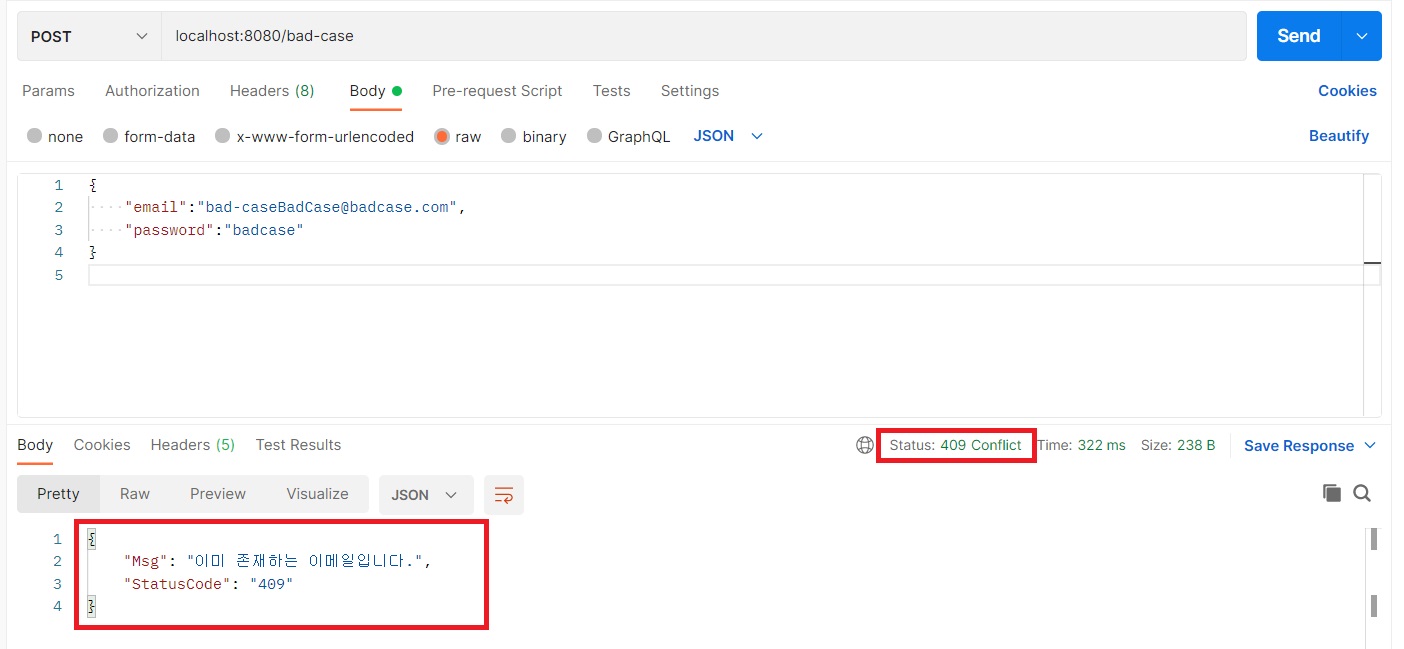 POST localhost:8080/bad-case Send
Params Authorization Headers (8) Body Pre-request Script Tests Settings Cookies
none form-data x-www-form-urlencoded raw binary GraphQL JSON Beautify
1 {
2 ····"email":"bad-caseBadCase@badcase.com",
3 ····"password":"badcase"
4 }
5
Body Cookies Headers (5) Test Results Status: 409 Conflict Time: 322 ms Size: 238 B Save Response
Pretty Raw Preview Visualize JSON
1 {
2 "Msg": "이미 존재하는 이메일입니다.",
3 "StatusCode": "409"
4 }